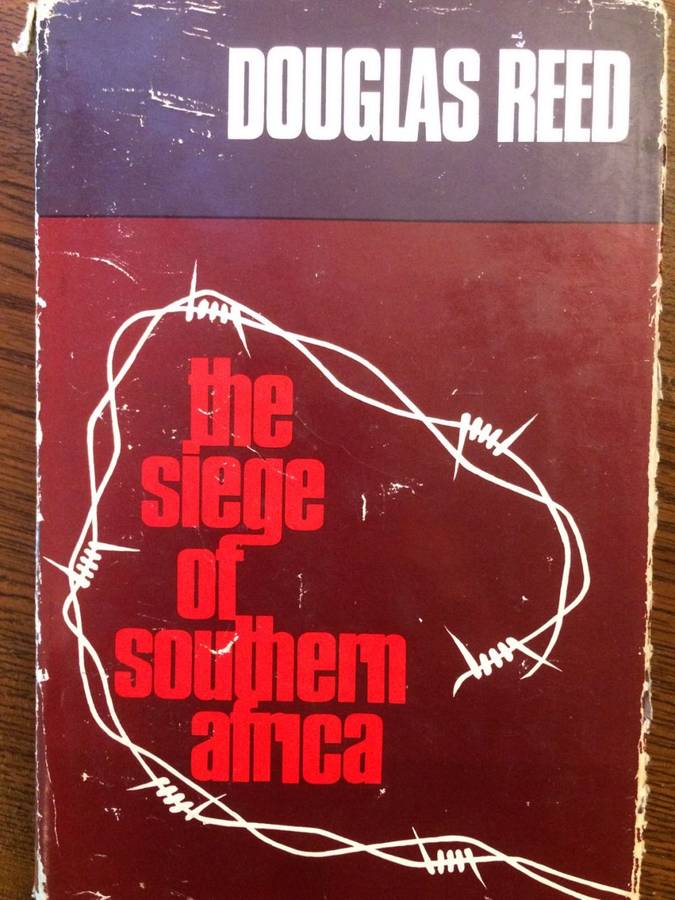 DOUGLAS REED
the
siege
of
southern
africa